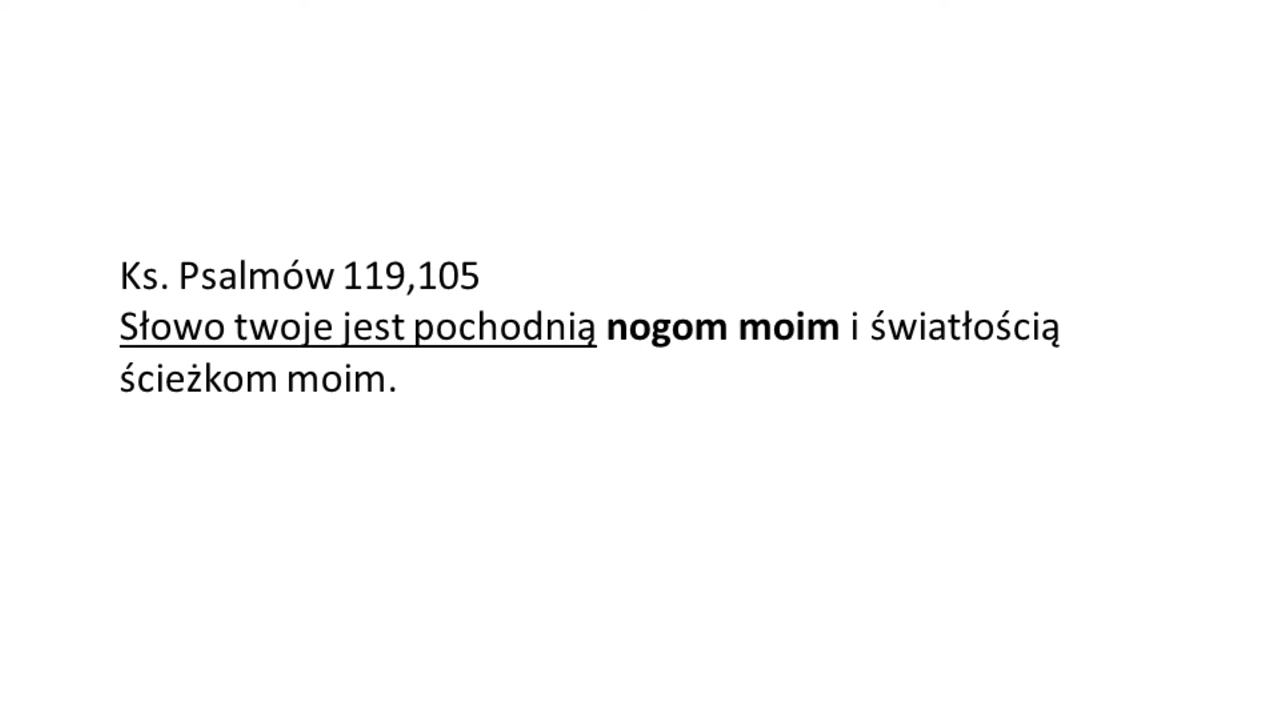 Ks. Psalmów 119,105
Słowo twoje jest pochodnią nogom moim i światłością
ścieżkom moim.